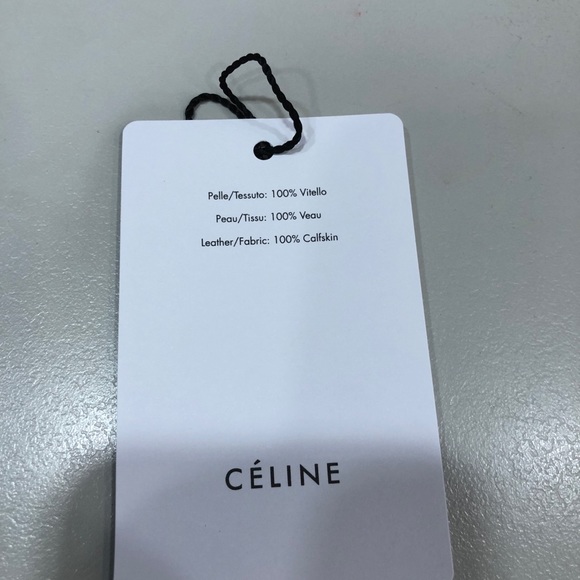 Pelle/Tessuto: 100% Vitello
Peau/Tissu: 100% Veau
Leather/Fabric: 100% Calfskin
CÉLINE